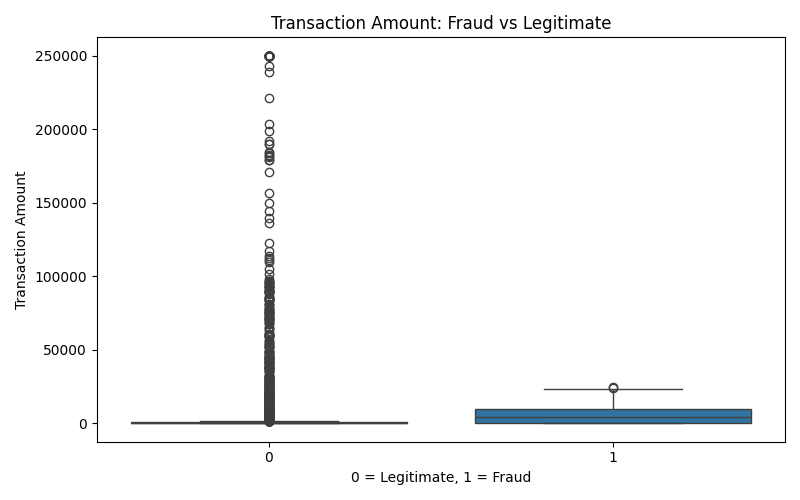 Transaction Amount: Fraud vs Legitimate
250000
200000
150000
100000
50000
0
Transaction Amount
0
1
0 = Legitimate, 1 = Fraud